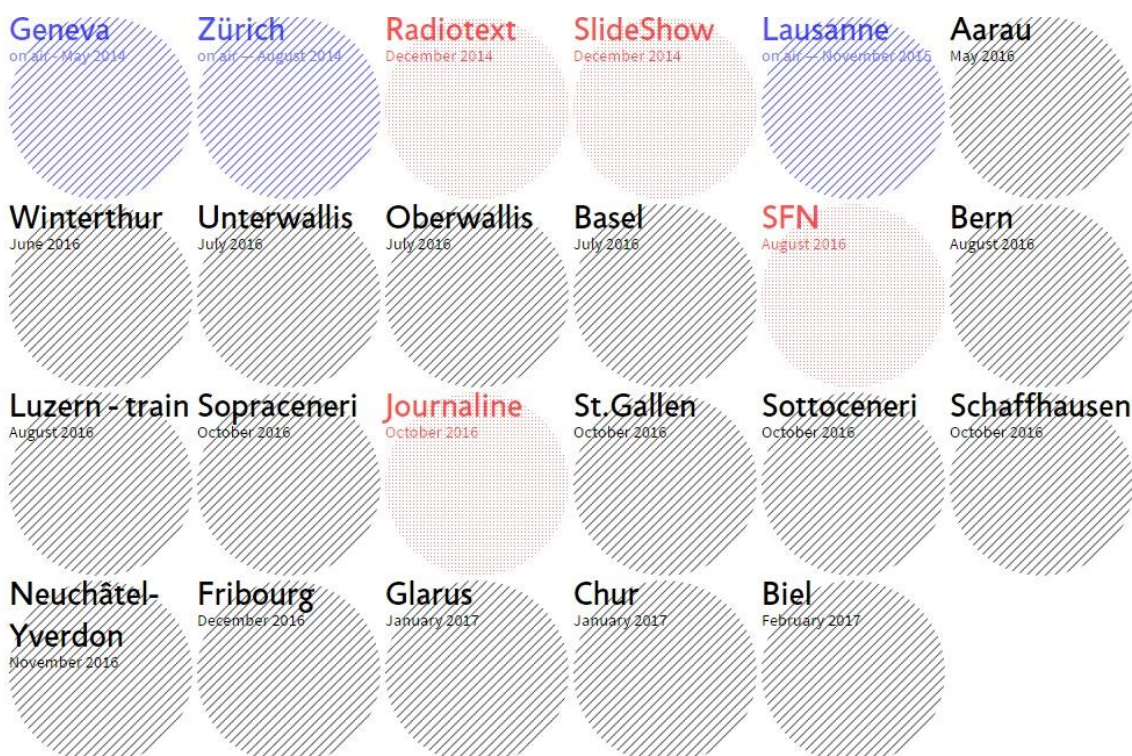 Geneva
on air - May 2014
Zürich
on air — August 2014
Radiotext
December 2014
SlideShow
December 2014
Lausanne
on air — November 2015
Aarau
May 2016
Winterthur
June 2016
Unterwallis
July 2016
Oberwallis
July 2016
Basel
July 2016
SFN
August 2016
Bern
August 2016
Luzern - train
August 2016
Sopraceneri
October 2016
Journaline
October 2016
St.Gallen
October 2016
Sottoceneri
October 2016
Schaffhausen
October 2016
Neuchâtel-
Yverdon
November 2016
Fribourg
December 2016
Glarus
January 2017
Chur
January 2017
Biel
February 2017